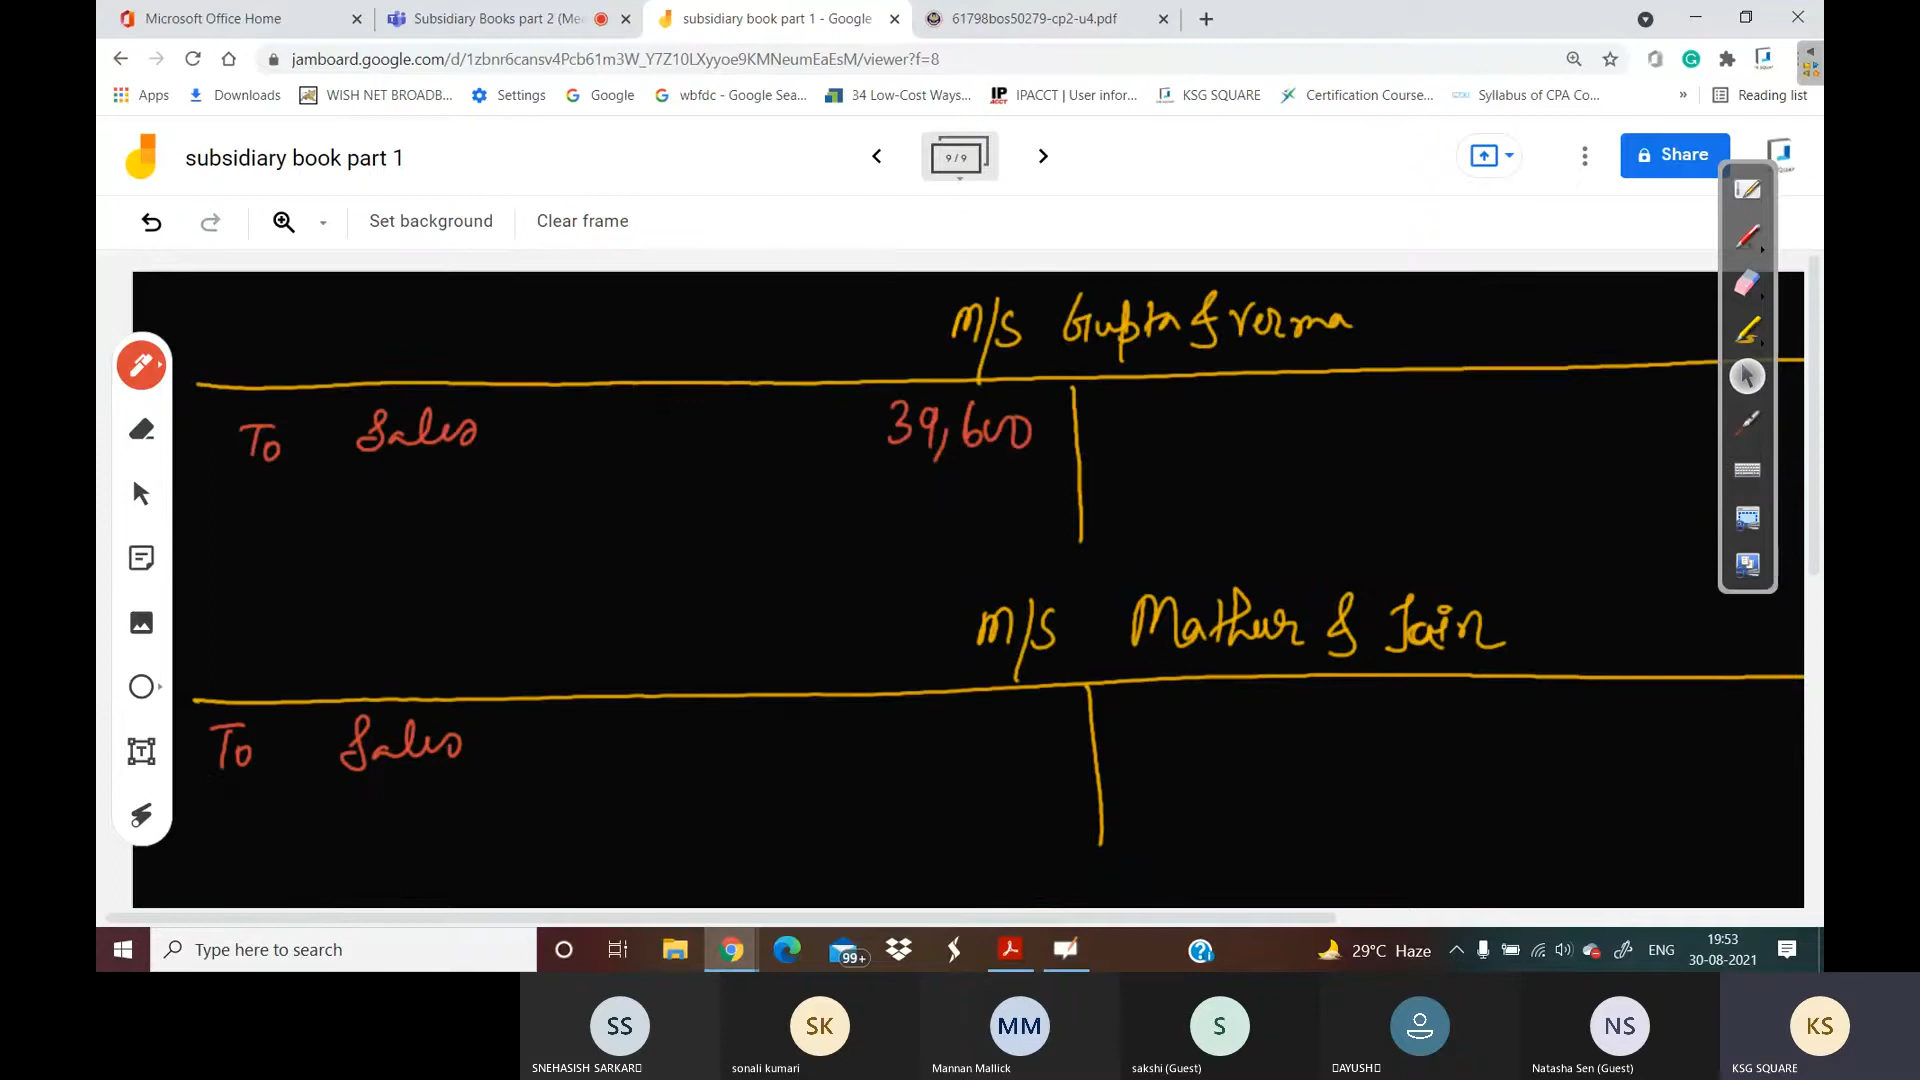 Microsoft Office Home
Subsidiary Books part 2 (Mee
subsidiary book part 1 - Google
61798bos50279-cp2-u4.pdf
jamboard.google.com/d/1zbnr6cansv4Pcb61m3W_Y7Z10LXyyoe9KMNeumEaEsM/viewer?f=8
Apps Downloads WISH NET BROADB... Settings Google wbfdc - Google Sea... 34 Low-Cost Ways... IPACCT | User infor... KSG SQUARE Certification Course... Syllabus of CPA Co... » Reading list
subsidiary book part 1
9 / 9
Share
Set background Clear frame
M/S Gupta & Verma
To Sales 39,600
M/S Mathur & Jain
To Sales
Type here to search
99+
29°C Haze
ENG
19:53
30-08-2021
SS SK MM S NS KS
SNEHASISH SARKAR sonali kumari Mannan Mallick sakshi (Guest) AYUSH Natasha Sen (Guest) KSG SQUARE